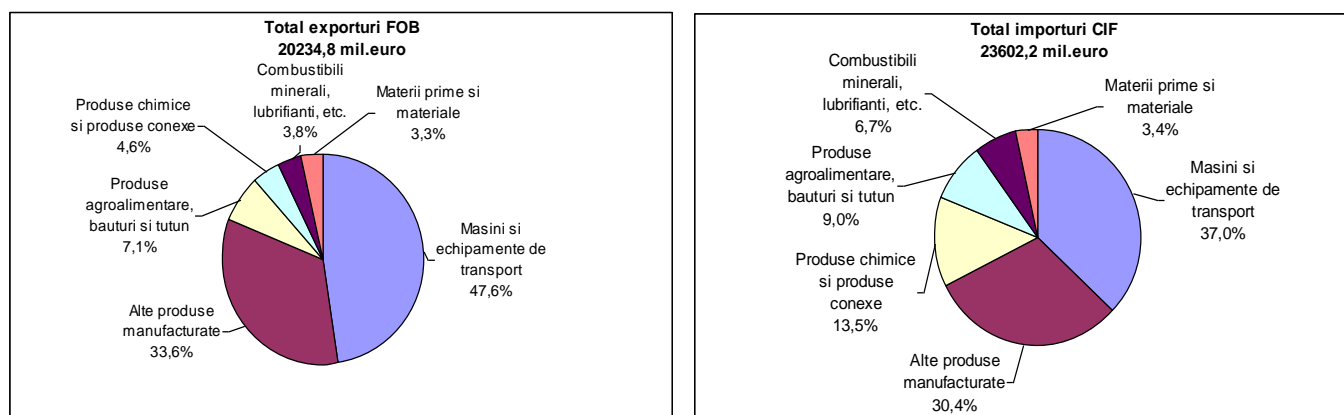 Total exporturi FOB
20234,8 mil.euro
Combustibili
minerali,
lubrifianti, etc.
3,8%
Materii prime si
materiale
3,3%
Produse chimice
si produse conexe
4,6%
Produse
agroalimentare,
bauturi si tutun
7,1%
Masini si
echipamente de
transport
47,6%
Alte produse
manufacturate
33,6%
Total importuri CIF
23602,2 mil.euro
Combustibili
minerali,
lubrifianti, etc.
6,7%
Materii prime si
materiale
3,4%
Produse
agroalimentare,
bauturi si tutun
9,0%
Masini si
echipamente de
transport
37,0%
Produse chimice
si produse
conexe
13,5%
Alte produse
manufacturate
30,4%